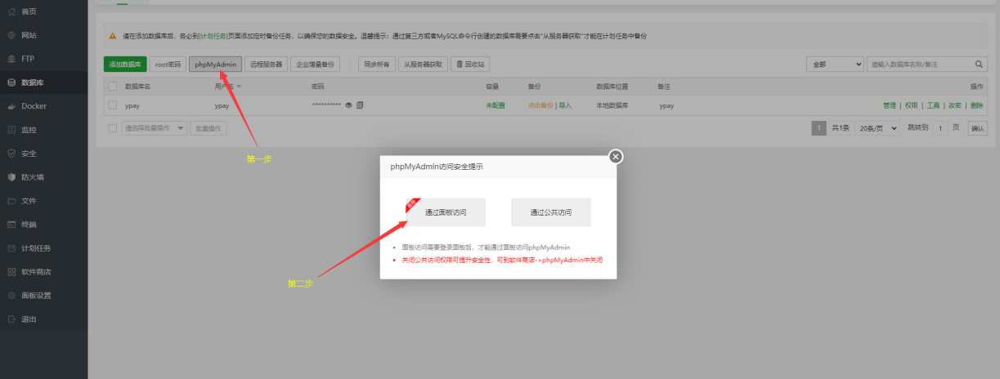 首页
网站
FTP
数据库
Docker
监控
安全
防火墙
文件
终端
计划任务
软件商店
面板设置
退出
请在添加数据库后，务必到[计划任务]页面添加定时备份任务，以确保您的数据安全。温馨提示：通过第三方或者MySQL命令行创建的数据库需要点击"从服务器获取"才能在计划任务中备份
添加数据库 root密码 phpMyAdmin 远程服务器 企业增量备份 同步所有 从服务器获取 回收站 全部 请输入数据库名称/备注
数据库名 用户名 密码 容量 备份 数据库位置 备注 操作
ypay ypay ********** 未配置 点击备份 | 导入 本地数据库 ypay 管理 | 权限 | 工具 | 改密 | 删除
请选择批量操作 批量操作 1 共1条 20条/页 跳转到 1 页 确认
第一步
phpMyAdmin访问安全提示
推荐
通过面板访问 通过公共访问
面板访问需要登录面板后，才能通过面板访问phpMyAdmin
关闭公共访问权限可提升安全性，可到软件商店->phpMyAdmin中关闭
第二步